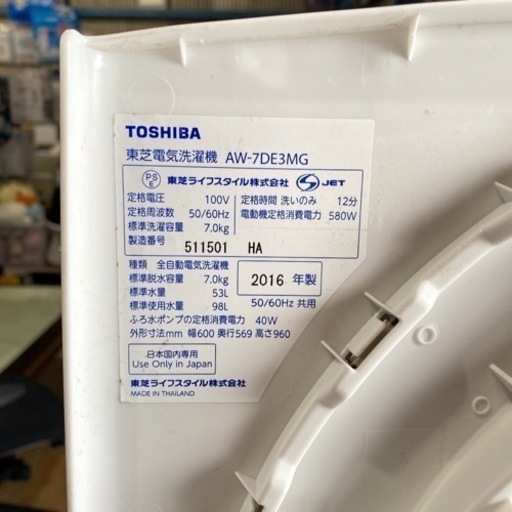 TOSHIBA
東芝電気洗濯機 AW-7DE3MG
PS E 東芝ライフスタイル株式会社 S JET
定格電圧 100V 定格時間 洗いのみ 12分
定格周波数 50/60Hz 電動機定格消費電力 580W
標準洗濯容量 7.0kg
製造番号 511501 HA
種類 全自動電気洗濯機
標準脱水容量 7.0kg 2016 年製
標準水量 53L
標準使用水量 98L 50/60Hz 共用
ふろ水ポンプの定格消費電力 40W
外形寸法mm 幅600 奥行569 高さ960
日本国内専用
Use Only in Japan
東芝ライフスタイル株式会社
MADE IN THAILAND